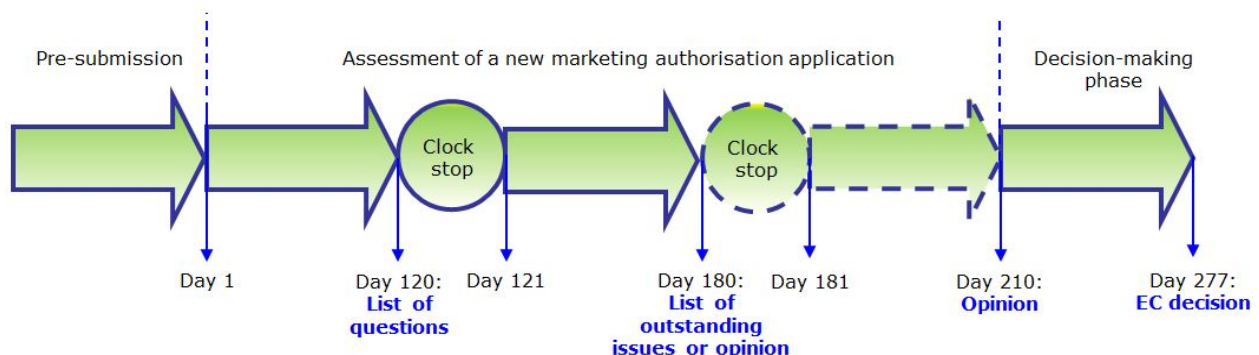 Pre-submission
Assessment of a new marketing authorisation application
Decision-making
phase
Clock
stop
Clock
stop
Day 1
Day 120:
List of
questions
Day 121
Day 180:
List of
outstanding
issues or opinion
Day 181
Day 210:
Opinion
Day 277:
EC decision